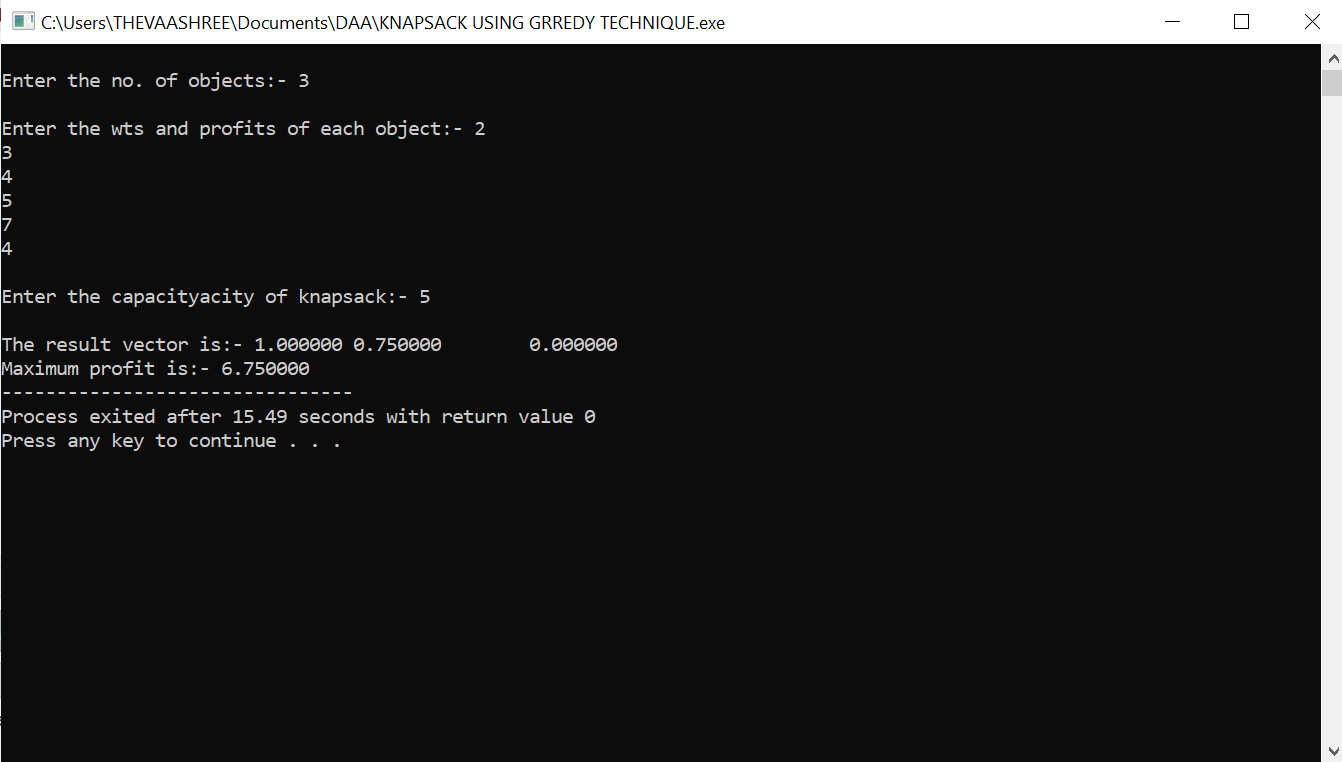 C:\Users\THEVAASHREE\Documents\DAA\KNAPSACK USING GRREDY TECHNIQUE.exe
Enter the no. of objects:- 3
Enter the wts and profits of each object:- 2
3
4
5
7
4
Enter the capacityacity of knapsack:- 5
The result vector is:- 1.000000 0.750000        0.000000
Maximum profit is:- 6.750000
--------------------------------
Process exited after 15.49 seconds with return value 0
Press any key to continue . . .